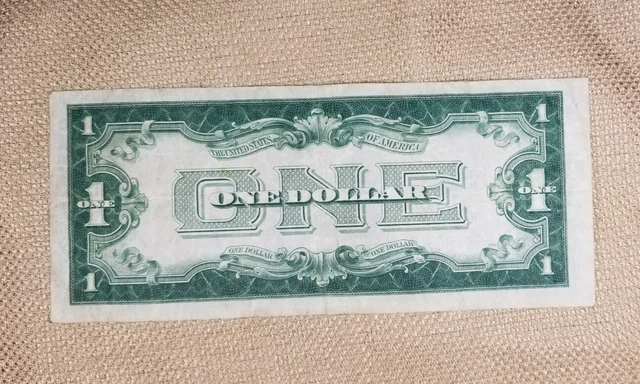 1 1
THE UNITED STATES OF AMERICA
ONE
1 ONE 1 ONE
ONE DOLLAR
ONE DOLLAR ONE DOLLAR
1 1